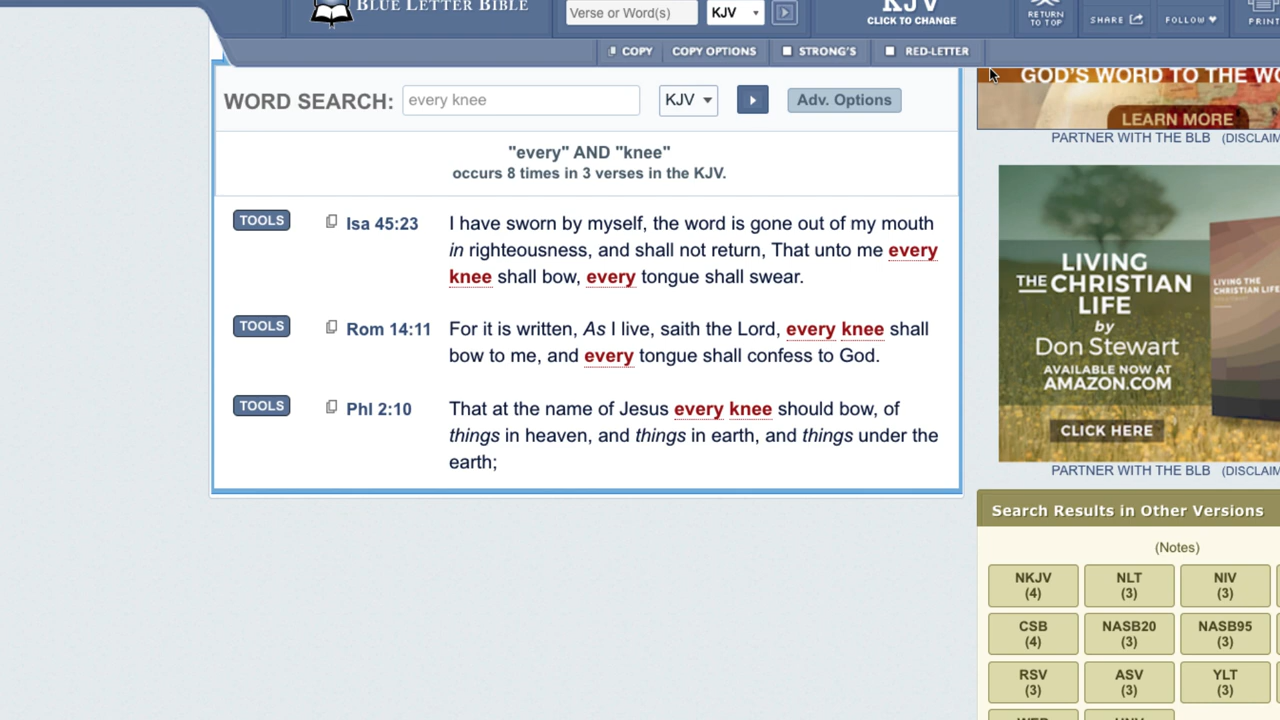 BLUE LETTER BIBLE
Verse or Word(s)
KJV
KJV
CLICK TO CHANGE
RETURN
TO TOP
SHARE
FOLLOW
PRINT
COPY
COPY OPTIONS
STRONG'S
RED-LETTER
WORD SEARCH:
every knee
KJV
Adv. Options
"every" AND "knee"
occurs 8 times in 3 verses in the KJV.
TOOLS
Isa 45:23
I have sworn by myself, the word is gone out of my mouth
in righteousness, and shall not return, That unto me every
knee shall bow, every tongue shall swear.
TOOLS
Rom 14:11
For it is written, As I live, saith the Lord, every knee shall
bow to me, and every tongue shall confess to God.
TOOLS
Phl 2:10
That at the name of Jesus every knee should bow, of
things in heaven, and things in earth, and things under the
earth;
GOD'S WORD TO THE WO
LEARN MORE
PARTNER WITH THE BLB (DISCLAIM
LIVING
THE CHRISTIAN
LIFE
by
Don Stewart
AVAILABLE NOW AT
AMAZON.COM
CLICK HERE
LIVING THE
CHRISTIAN LIFE
PARTNER WITH THE BLB (DISCLAIM
Search Results in Other Versions
(Notes)
NKJV
(4)
NLT
(3)
NIV
(3)
CSB
(4)
NASB20
(3)
NASB95
(3)
RSV
(3)
ASV
(3)
YLT
(3)